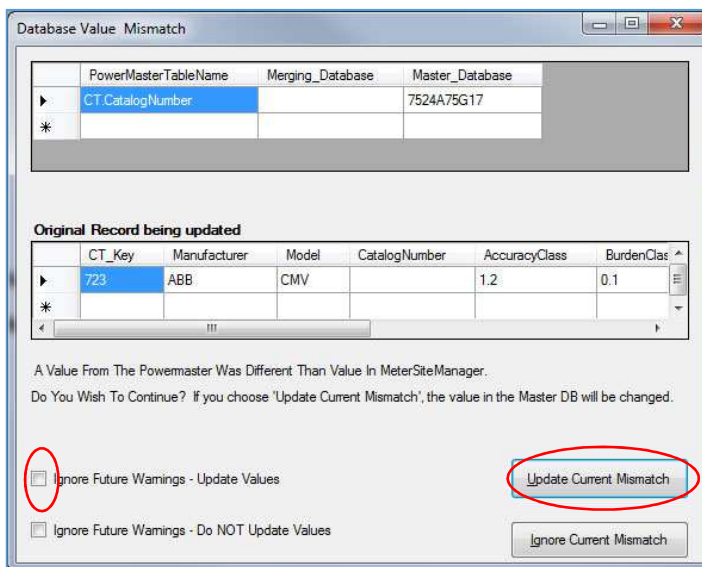 Database Value Mismatch
PowerMasterTableName Merging_Database Master_Database
CT.CatalogNumber 7524A75G17
Original Record being updated
CT_Key Manufacturer Model CatalogNumber AccuracyClass BurdenClas
723 ABB CMV 1.2 0.1
A Value From The Powermaster Was Different Than Value In MeterSiteManager.
Do You Wish To Continue? If you choose 'Update Current Mismatch', the value in the Master DB will be changed.
Ignore Future Warnings - Update Values
Update Current Mismatch
Ignore Future Warnings - Do NOT Update Values
Ignore Current Mismatch